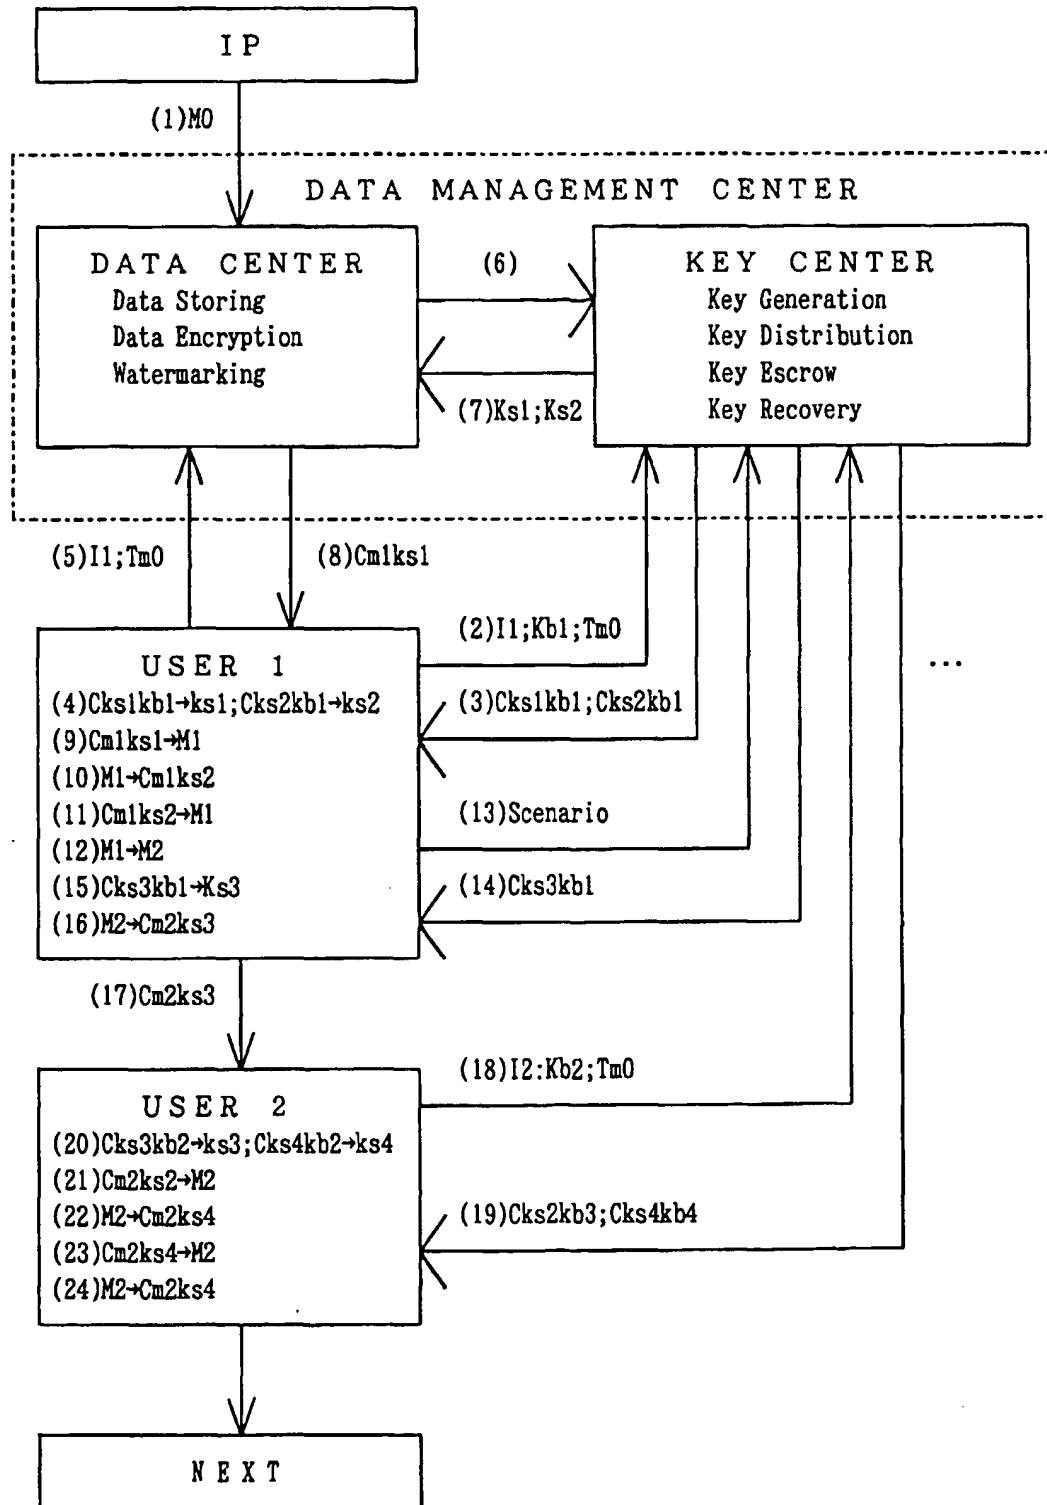 IP
(1)M0
DATA MANAGEMENT CENTER
DATA CENTER
Data Storing
Data Encryption
Watermarking
(6)
(7)Ks1;Ks2
KEY CENTER
Key Generation
Key Distribution
Key Escrow
Key Recovery
(5)I1;Tm0
(8)Cm1ks1
(2)I1;Kb1;Tm0
(3)Cks1kb1;Cks2kb1
(13)Scenario
(14)Cks3kb1
...
USER 1
(4)Cks1kb1→ks1;Cks2kb1→ks2
(9)Cm1ks1→M1
(10)M1→Cm1ks2
(11)Cm1ks2→M1
(12)M1→M2
(15)Cks3kb1→Ks3
(16)M2→Cm2ks3
(17)Cm2ks3
(18)I2:Kb2;Tm0
(19)Cks2kb3;Cks4kb4
USER 2
(20)Cks3kb2→ks3;Cks4kb2→ks4
(21)Cm2ks2→M2
(22)M2→Cm2ks4
(23)Cm2ks4→M2
(24)M2→Cm2ks4
NEXT